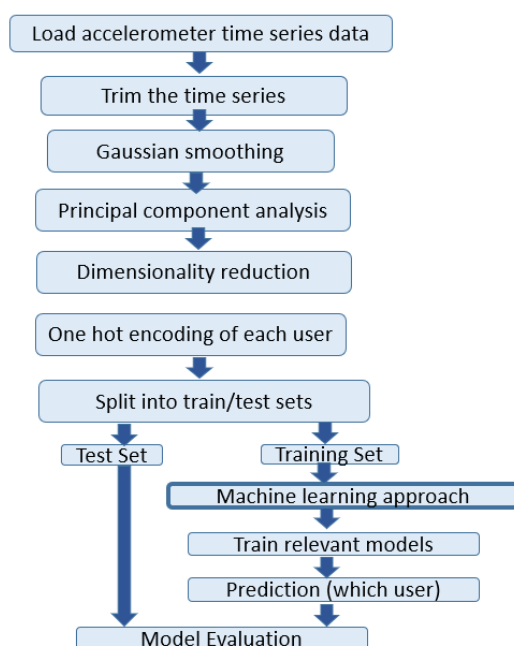 Load accelerometer time series data
Trim the time series
Gaussian smoothing
Principal component analysis
Dimensionality reduction
One hot encoding of each user
Split into train/test sets
Test Set
Training Set
Machine learning approach
Train relevant models
Prediction (which user)
Model Evaluation